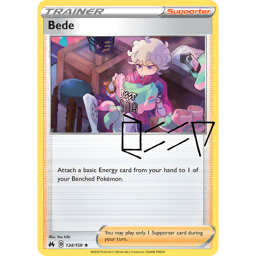 TRAINER Supporter
Bede
Attach a basic Energy card from your hand to 1
of your Benched Pokémon.
You may play only 1 Supporter card during
your turn.
134/159 ★